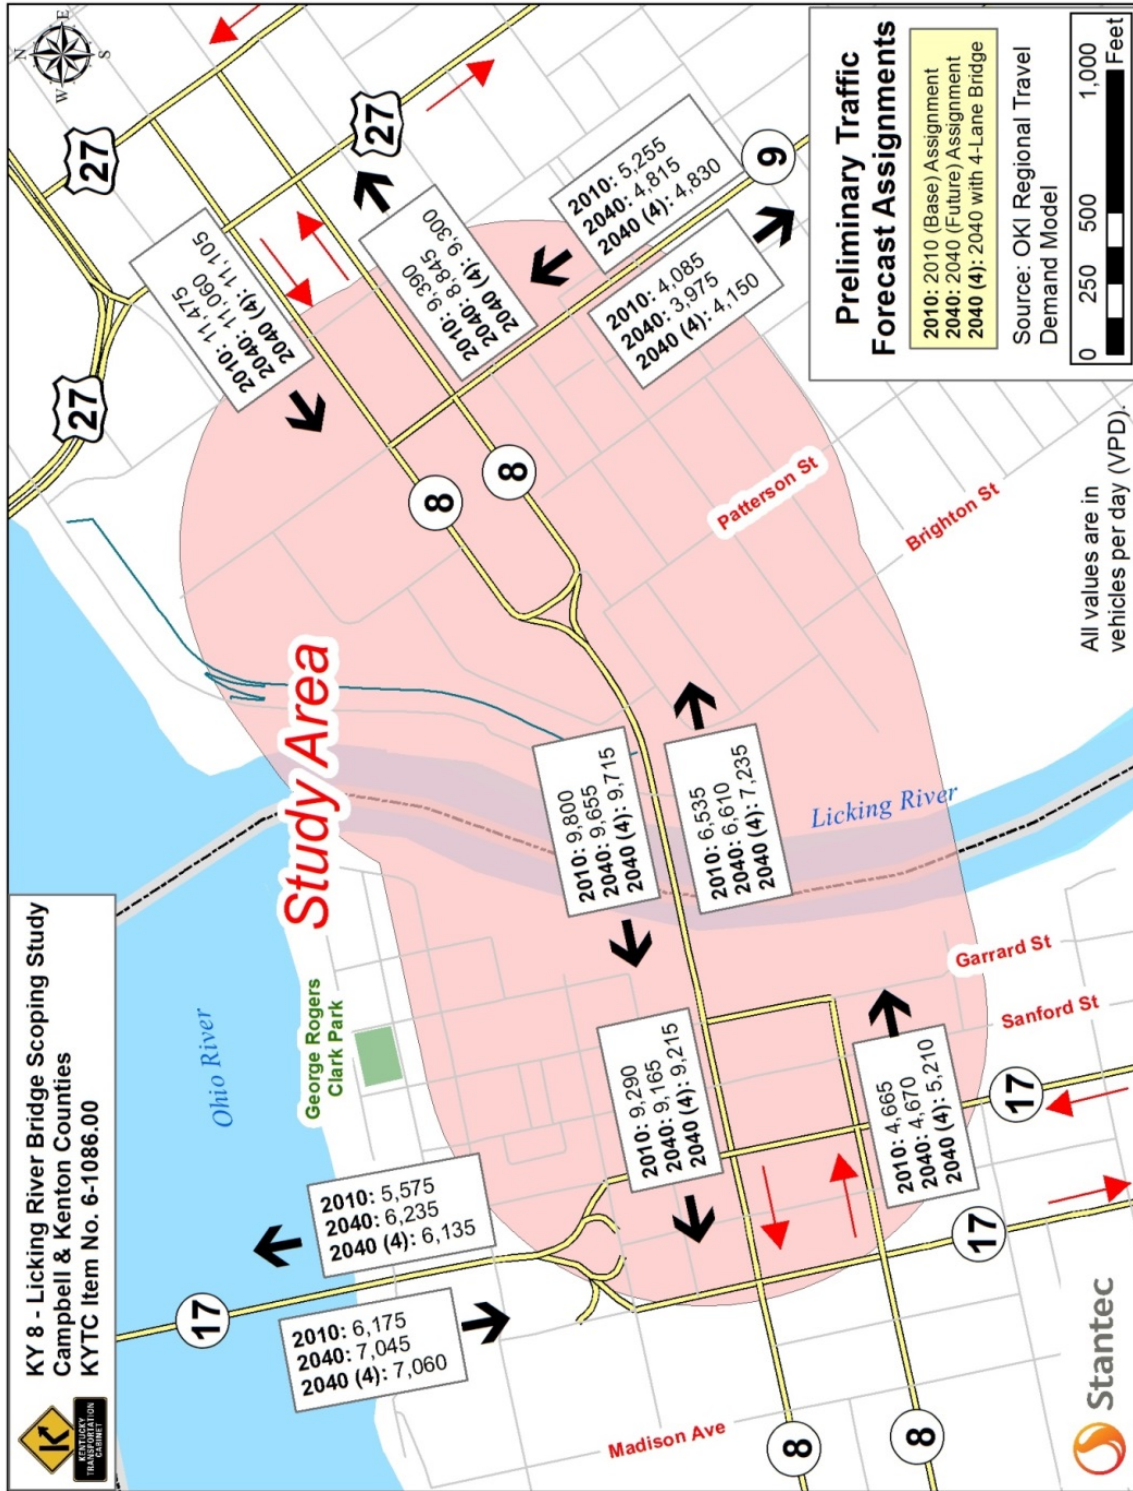 KY 8 - Licking River Bridge Scoping Study
Campbell & Kenton Counties
KYTC Item No. 6-1086.00
KENTUCKY
TRANSPORTATION
CABINET
N
E
S
W
27
27
27
Ohio River
George Rogers
Clark Park
Study Area
17
2010: 5,575
2040: 6,235
2040 (4): 6,135
2010: 6,175
2040: 7,045
2040 (4): 7,060
2010: 11,475
2040: 11,060
2040 (4): 11,105
2010: 9,390
2040: 8,845
2040 (4): 9,300
2010: 5,255
2040: 4,815
2040 (4): 4,830
2010: 4,085
2040: 3,975
2040 (4): 4,150
9
8
8
2010: 9,800
2040: 9,655
2040 (4): 9,715
2010: 6,535
2040: 6,610
2040 (4): 7,235
2010: 9,290
2040: 9,165
2040 (4): 9,215
2010: 4,665
2040: 4,670
2040 (4): 5,210
Patterson St
Brighton St
Licking River
Garrard St
Sanford St
17
17
Madison Ave
8
8
Stantec
All values are in
vehicles per day (VPD).
Preliminary Traffic
Forecast Assignments
2010: 2010 (Base) Assignment
2040: 2040 (Future) Assignment
2040 (4): 2040 with 4-Lane Bridge
Source: OKI Regional Travel
Demand Model
0 250 500 1,000
Feet